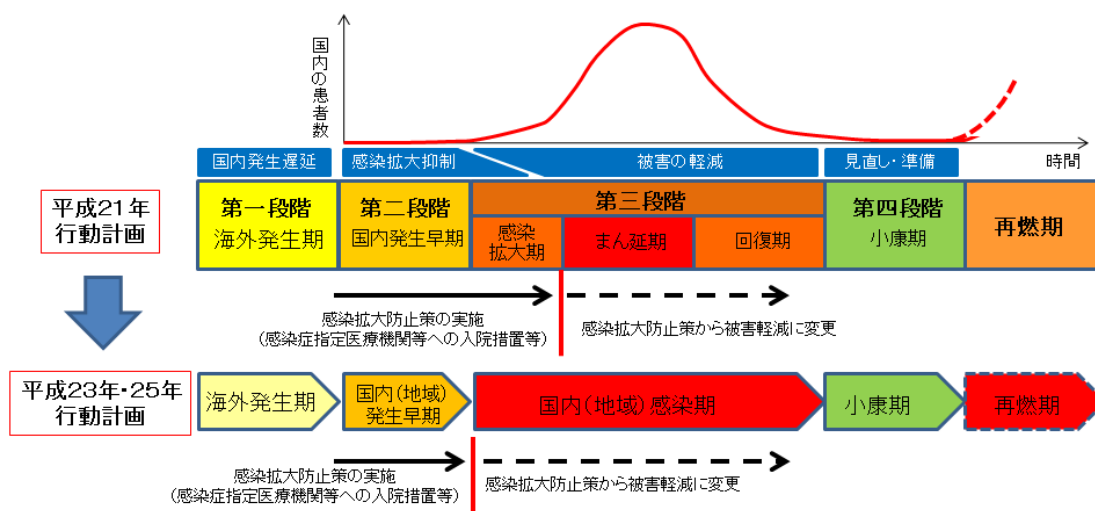 国内の患者数
国内発生遅延
感染拡大抑制
被害の軽減
見直し・準備
時間
平成21年
行動計画
第一段階
海外発生期
第二段階
国内発生早期
第三段階
感染
拡大期
まん延期
回復期
第四段階
小康期
再燃期
感染拡大防止策の実施
(感染症指定医療機関等への入院措置等)
感染拡大防止策から被害軽減に変更
平成23年・25年
行動計画
海外発生期
国内(地域)
発生早期
国内(地域)感染期
小康期
再燃期
感染拡大防止策の実施
(感染症指定医療機関等への入院措置等)
感染拡大防止策から被害軽減に変更